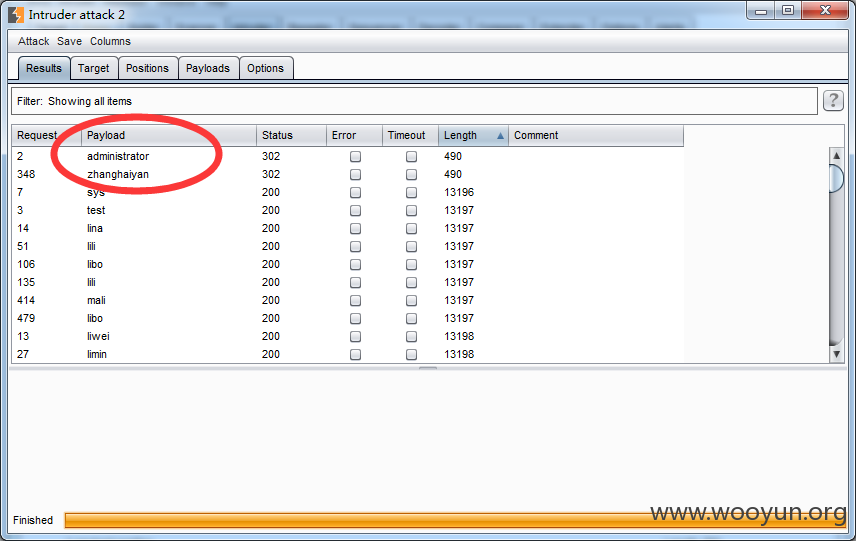 Intruder attack 2
Attack Save Columns
Results Target Positions Payloads Options
Filter: Showing all items ?
Request Payload Status Error Timeout Length Comment
2 administrator 302 490
348 zhanghaiyan 302 490
7 sys 200 13196
3 test 200 13197
14 lina 200 13197
51 lili 200 13197
106 libo 200 13197
135 lili 200 13197
414 mali 200 13197
479 libo 200 13197
13 liwei 200 13198
27 limin 200 13198
Finished
www.wooyun.org